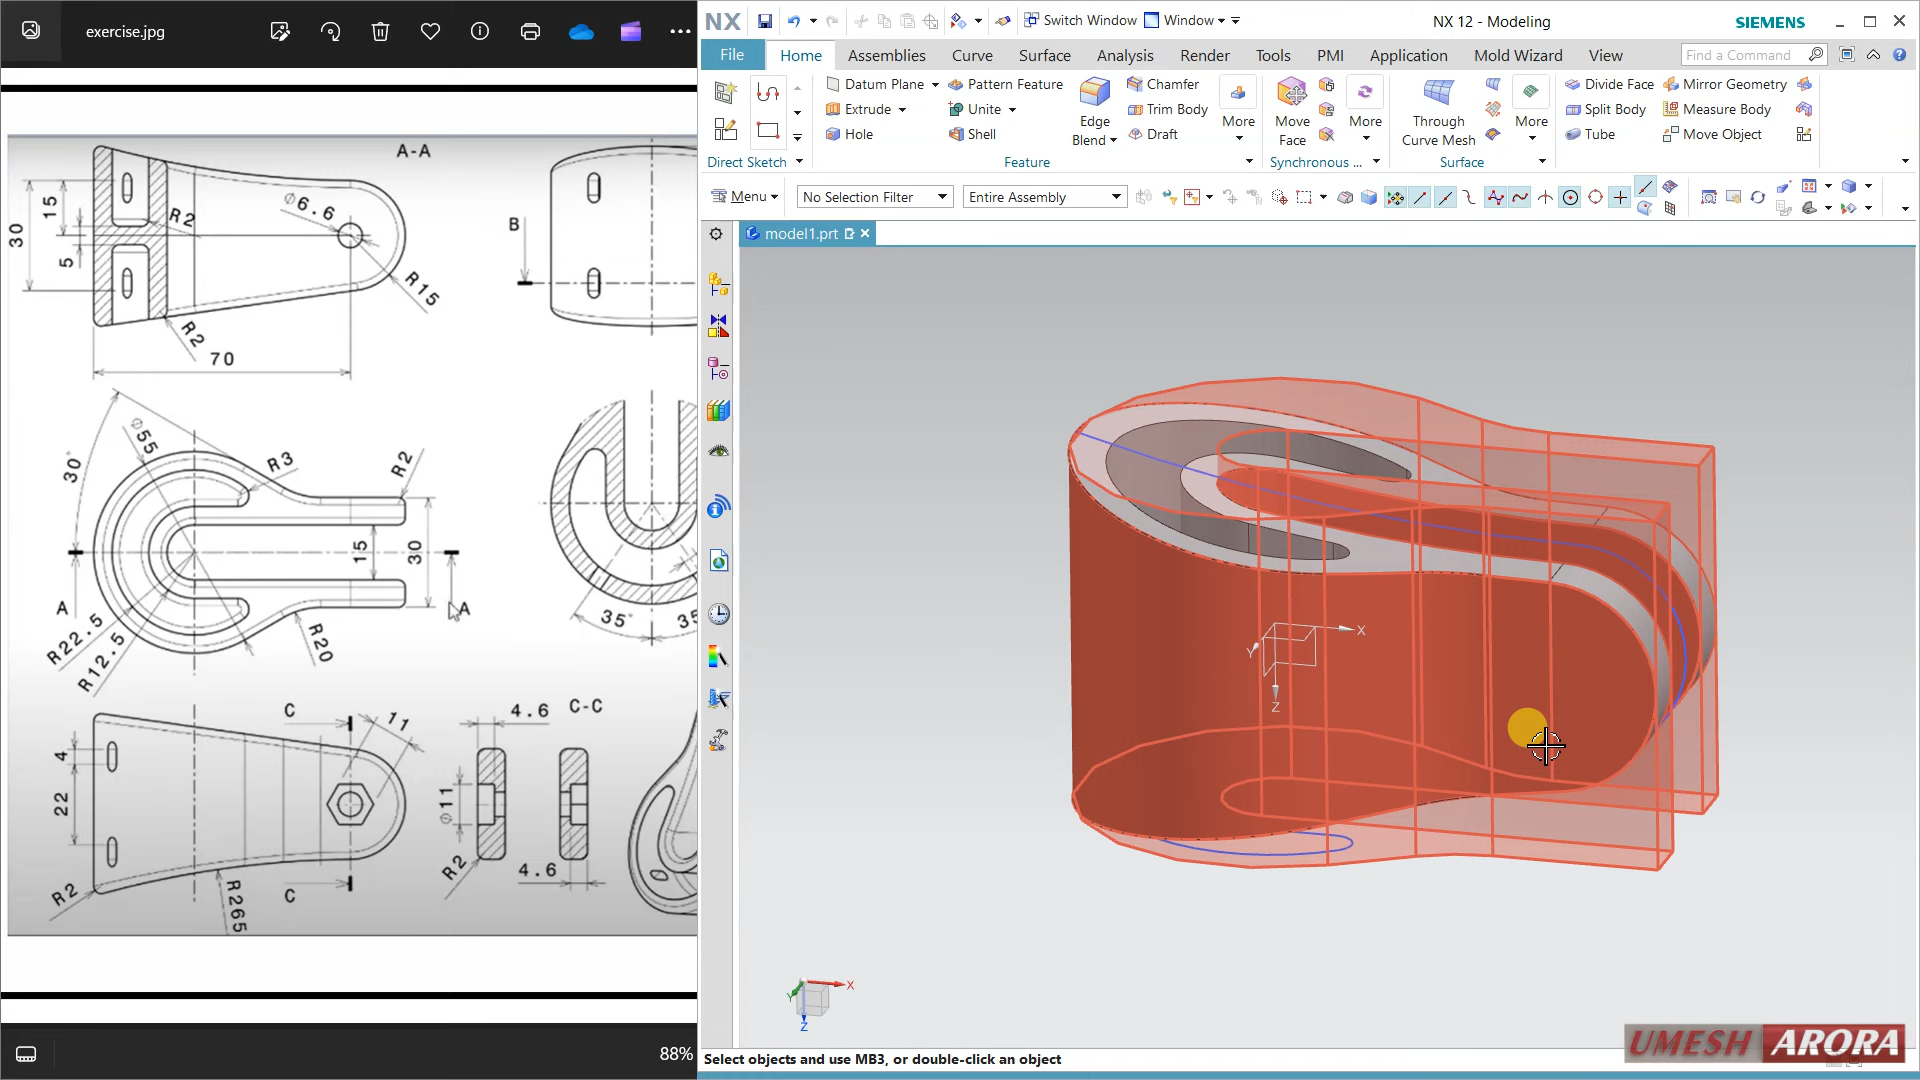 exercise.jpg
A-A
30
15
5
R2
Ø6.6
R15
R2
70
B
Ø55
30°
R3
R2
15
30
A
A
R22.5
R12.5
R20
35°
35
4
22
C
11
C
R2
R265
4.6
C-C
Ø11
R2
4.6
88%
NX
Switch Window
Window
NX 12 - Modeling
SIEMENS
File
Home
Assemblies
Curve
Surface
Analysis
Render
Tools
PMI
Application
Mold Wizard
View
Find a Command
Datum Plane
Pattern Feature
Chamfer
Divide Face
Mirror Geometry
Extrude
Unite
Trim Body
Split Body
Measure Body
Hole
Shell
Edge
Blend
Draft
More
Move
Face
More
Through
Curve Mesh
More
Tube
Move Object
Direct Sketch
Feature
Synchronous ...
Surface
Menu
No Selection Filter
Entire Assembly
model1.prt
X
Y
Z
X
Y
Z
Select objects and use MB3, or double-click an object
UMESH ARORA